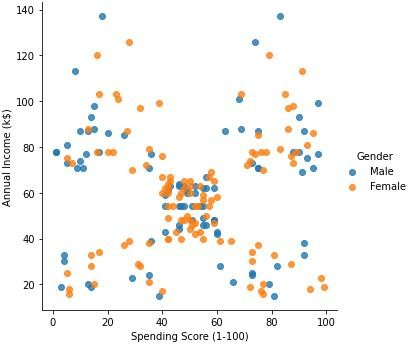 140
120
100
80
60
40
20
Annual Income (k$)
0
20
40
60
80
100
Spending Score (1-100)
Gender
Male
Female